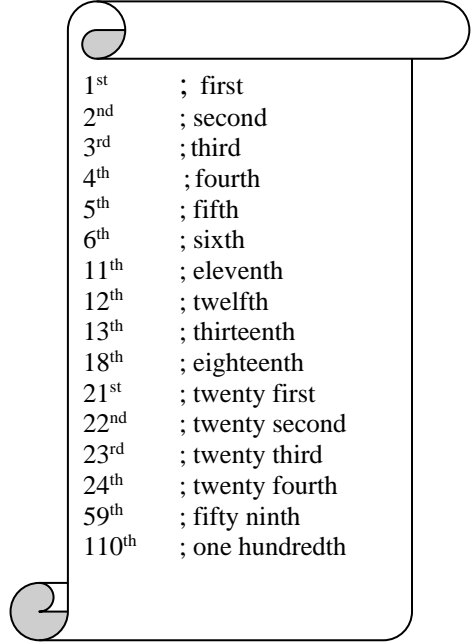 1st ; first
2nd ; second
3rd ; third
4th ; fourth
5th ; fifth
6th ; sixth
11th ; eleventh
12th ; twelfth
13th ; thirteenth
18th ; eighteenth
21st ; twenty first
22nd ; twenty second
23rd ; twenty third
24th ; twenty fourth
59th ; fifty ninth
110th ; one hundredth